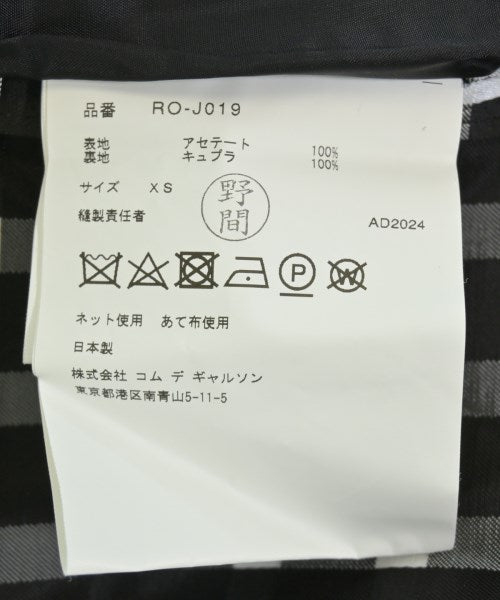 品番 RO-J019
表地 アセテート 100%
裏地 キュプラ 100%
サイズ XS
野間
縫製責任者
AD2024
P W
ネット使用 あて布使用
日本製
株式会社 コム デ ギャルソン
東京都港区南青山5-11-5